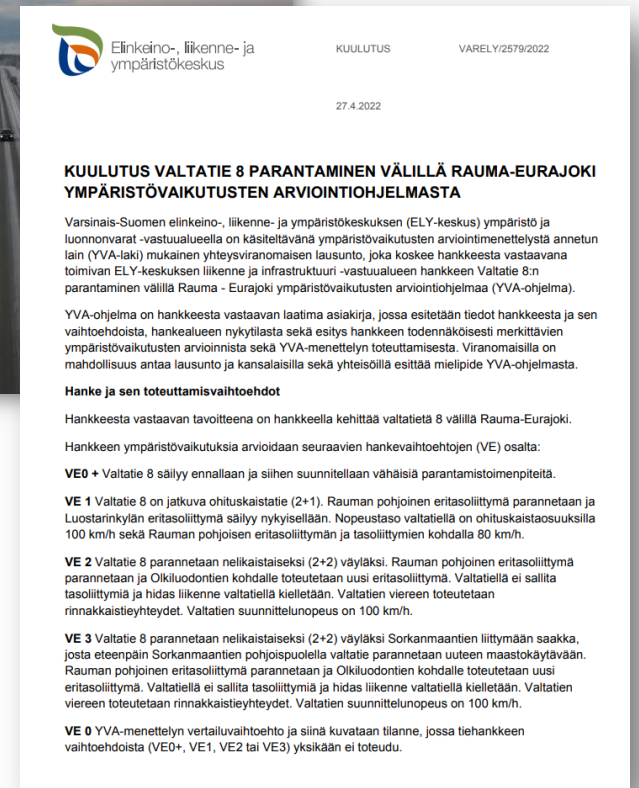 Elinkeino-, liikenne- ja
ympäristökeskus
KUULUTUS
VARELY/2579/2022
27.4.2022
KUULUTUS VALTATIE 8 PARANTAMINEN VÄLILLÄ RAUMA-EURAJOKI
YMPÄRISTÖVAIKUTUSTEN ARVIOINTIOHJELMASTA
Varsinais-Suomen elinkeino-, liikenne- ja ympäristökeskuksen (ELY-keskus) ympäristö ja
luonnonvarat -vastuualueella on käsiteltävänä ympäristövaikutusten arviointimenettelystä annetun
lain (YVA-laki) mukainen yhteysviranomaisen lausunto, joka koskee hankkeesta vastaavana
toimivan ELY-keskuksen liikenne ja infrastruktuuri -vastuualueen hankkeen Valtatie 8:n
parantaminen välillä Rauma - Eurajoki ympäristövaikutusten arviointiohjelmaa (YVA-ohjelma).
YVA-ohjelma on hankkeesta vastaavan laatima asiakirja, jossa esitetään tiedot hankkeesta ja sen
vaihtoehdoista, hankealueen nykytilasta sekä esitys hankkeen todennäköisesti merkittävien
ympäristövaikutusten arvioinnista sekä YVA-menettelyn toteuttamisesta. Viranomaisilla on
mahdollisuus antaa lausunto ja kansalaisilla sekä yhteisöillä esittää mielipide YVA-ohjelmasta.
Hanke ja sen toteuttamisvaihtoehdot
Hankkeesta vastaavan tavoitteena on hankkeella kehittää valtatietä 8 välillä Rauma-Eurajoki.
Hankkeen ympäristövaikutuksia arvioidaan seuraavien hankevaihtoehtojen (VE) osalta:
VE0 + Valtatie 8 säilyy ennallaan ja siihen suunnitellaan vähäisiä parantamistoimenpiteitä.
VE 1 Valtatie 8 on jatkuva ohituskaistatie (2+1). Rauman pohjoinen eritasoliittymä parannetaan ja
Luostarinkylän eritasoliittymä säilyy nykyisellään. Nopeustaso valtatiellä on ohituskaistaosuuksilla
100 km/h sekä Rauman pohjoisen eritasoliittymän ja tasoliittymien kohdalla 80 km/h.
VE 2 Valtatie 8 parannetaan nelikaistaiseksi (2+2) väyläksi. Rauman pohjoinen eritasoliittymä
parannetaan ja Olkiluodontien kohdalle toteutetaan uusi eritasoliittymä. Valtatiellä ei sallita
tasoliittymiä ja hidas liikenne valtatiellä kielletään. Valtatien viereen toteutetaan
rinnakkaistieyhteydet. Valtatien suunnittelunopeus on 100 km/h.
VE 3 Valtatie 8 parannetaan nelikaistaiseksi (2+2) väyläksi Sorkanmaantien liittymään saakka,
josta eteenpäin Sorkanmaantien pohjoispuolella valtatie parannetaan uuteen maastokäytävään.
Rauman pohjoinen eritasoliittymä parannetaan ja Olkiluodontien kohdalle toteutetaan uusi
eritasoliittymä. Valtatiellä ei sallita tasoliittymiä ja hidas liikenne valtatiellä kielletään. Valtatien
viereen toteutetaan rinnakkaistieyhteydet. Valtatien suunnittelunopeus on 100 km/h.
VE 0 YVA-menettelyn vertailuvaihtoehto ja siinä kuvataan tilanne, jossa tiehankkeen
vaihtoehdoista (VE0+, VE1, VE2 tai VE3) yksikään ei toteudu.